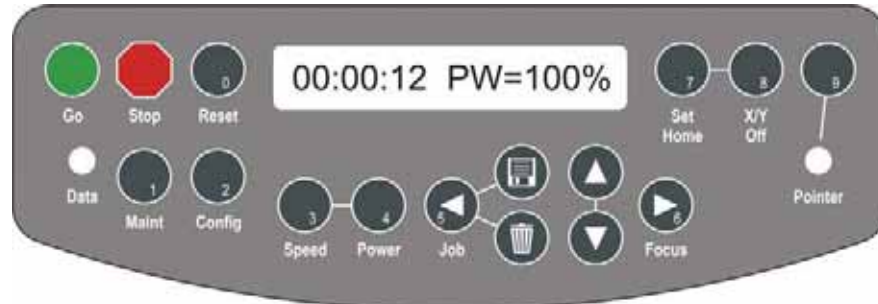 00:00:12 PW=100%
0
7
8
9
Go
Stop
Reset
Set
Home
X/Y
Off
1
2
Data
Maint
Config
Pointer
3
4
5
6
Speed
Power
Job
Focus